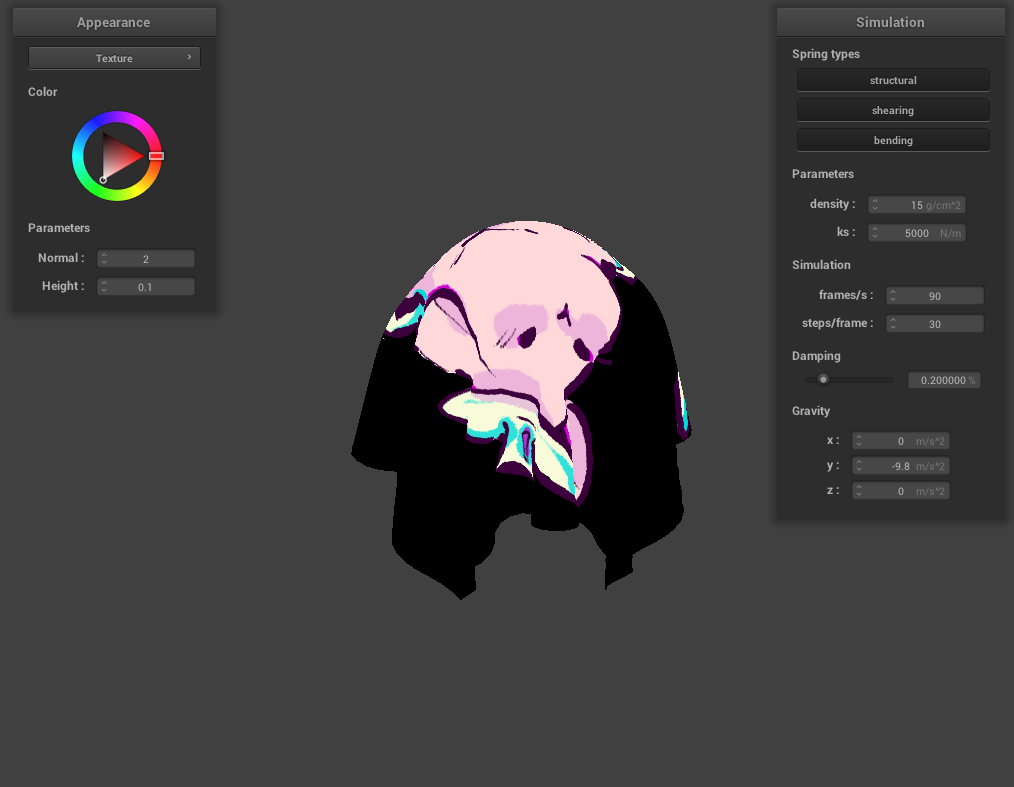 Appearance
Texture
Color
Parameters
Normal : 2
Height : 0.1
Simulation
Spring types
structural
shearing
bending
Parameters
density : 15 g/cm^2
ks : 5000 N/m
Simulation
frames/s : 90
steps/frame : 30
Damping
0.200000 %
Gravity
x : 0 m/s^2
y : -9.8 m/s^2
z : 0 m/s^2